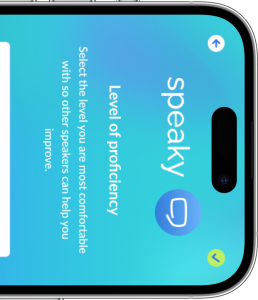 speaky
Level of proficiency
Select the level you are most comfortable
with so other speakers can help you
improve.